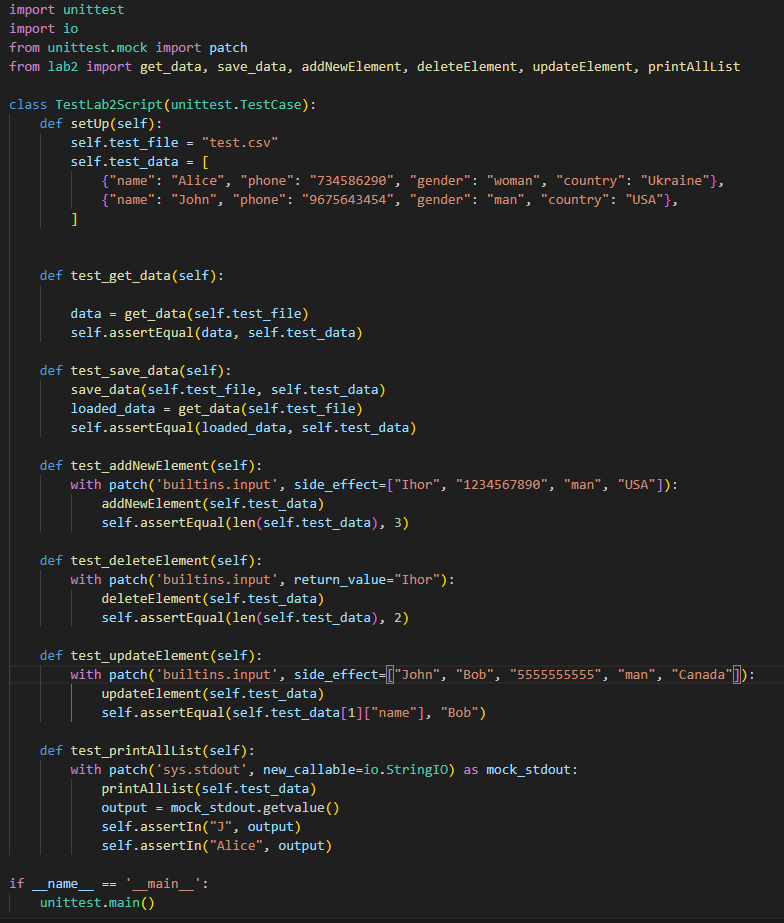 import unittest
import io
from unittest.mock import patch
from lab2 import get_data, save_data, addNewElement, deleteElement, updateElement, printAllList

class TestLab2Script(unittest.TestCase):
    def setUp(self):
        self.test_file = "test.csv"
        self.test_data = [
            {"name": "Alice", "phone": "734586290", "gender": "woman", "country": "Ukraine"},
            {"name": "John", "phone": "9675643454", "gender": "man", "country": "USA"},
        ]


    def test_get_data(self):

        data = get_data(self.test_file)
        self.assertEqual(data, self.test_data)

    def test_save_data(self):
        save_data(self.test_file, self.test_data)
        loaded_data = get_data(self.test_file)
        self.assertEqual(loaded_data, self.test_data)

    def test_addNewElement(self):
        with patch('builtins.input', side_effect=["Ihor", "1234567890", "man", "USA"]):
            addNewElement(self.test_data)
            self.assertEqual(len(self.test_data), 3)

    def test_deleteElement(self):
        with patch('builtins.input', return_value="Ihor"):
            deleteElement(self.test_data)
            self.assertEqual(len(self.test_data), 2)

    def test_updateElement(self):
        with patch('builtins.input', side_effect=["John", "Bob", "5555555555", "man", "Canada"]):
            updateElement(self.test_data)
            self.assertEqual(self.test_data[1]["name"], "Bob")

    def test_printAllList(self):
        with patch('sys.stdout', new_callable=io.StringIO) as mock_stdout:
            printAllList(self.test_data)
            output = mock_stdout.getvalue()
            self.assertIn("J", output)
            self.assertIn("Alice", output)

if __name__ == '__main__':
    unittest.main()